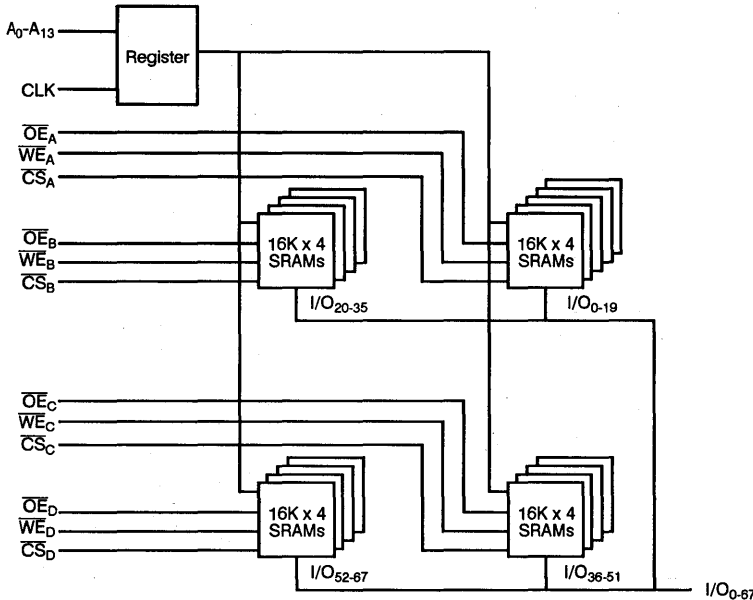 A0-A13
Register
CLK
OEA
WEA
CSA
OEB
WEB
CSB
16K x 4
SRAMs
16K x 4
SRAMs
I/O20-35
I/O0-19
OEC
WEC
CSC
OED
WED
CSD
16K x 4
SRAMs
16K x 4
SRAMs
I/O52-67
I/O36-51
I/O0-67